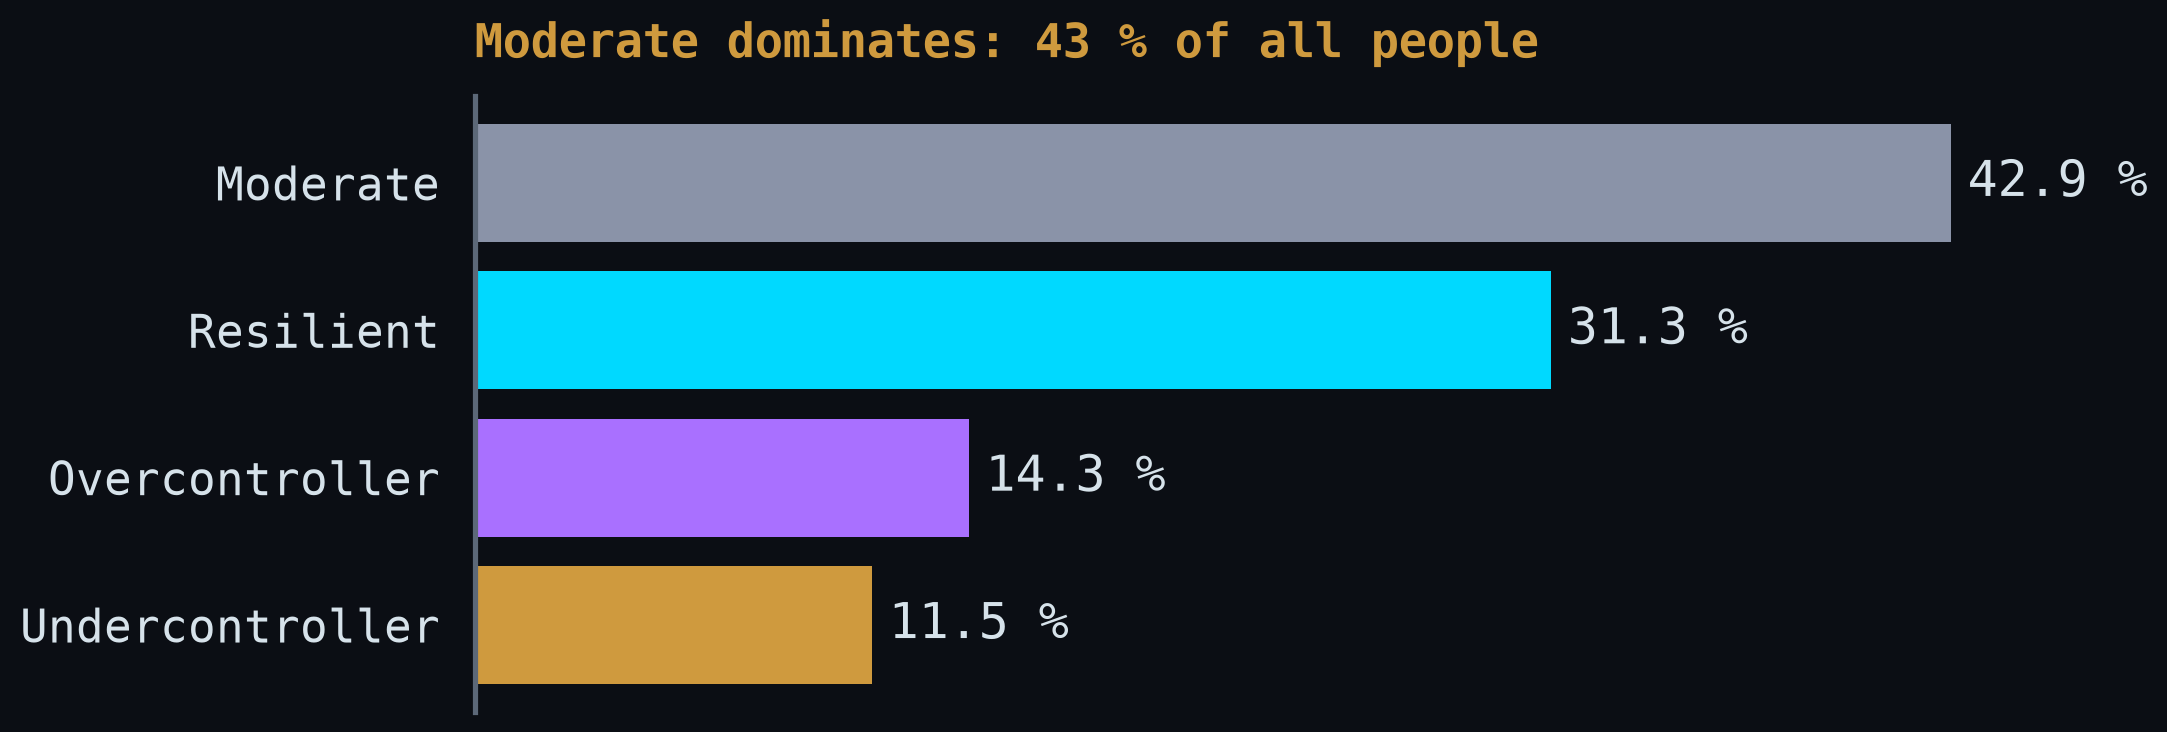 Moderate dominates: 43 % of all people
Moderate 42.9 %
Resilient 31.3 %
Overcontroller 14.3 %
Undercontroller 11.5 %